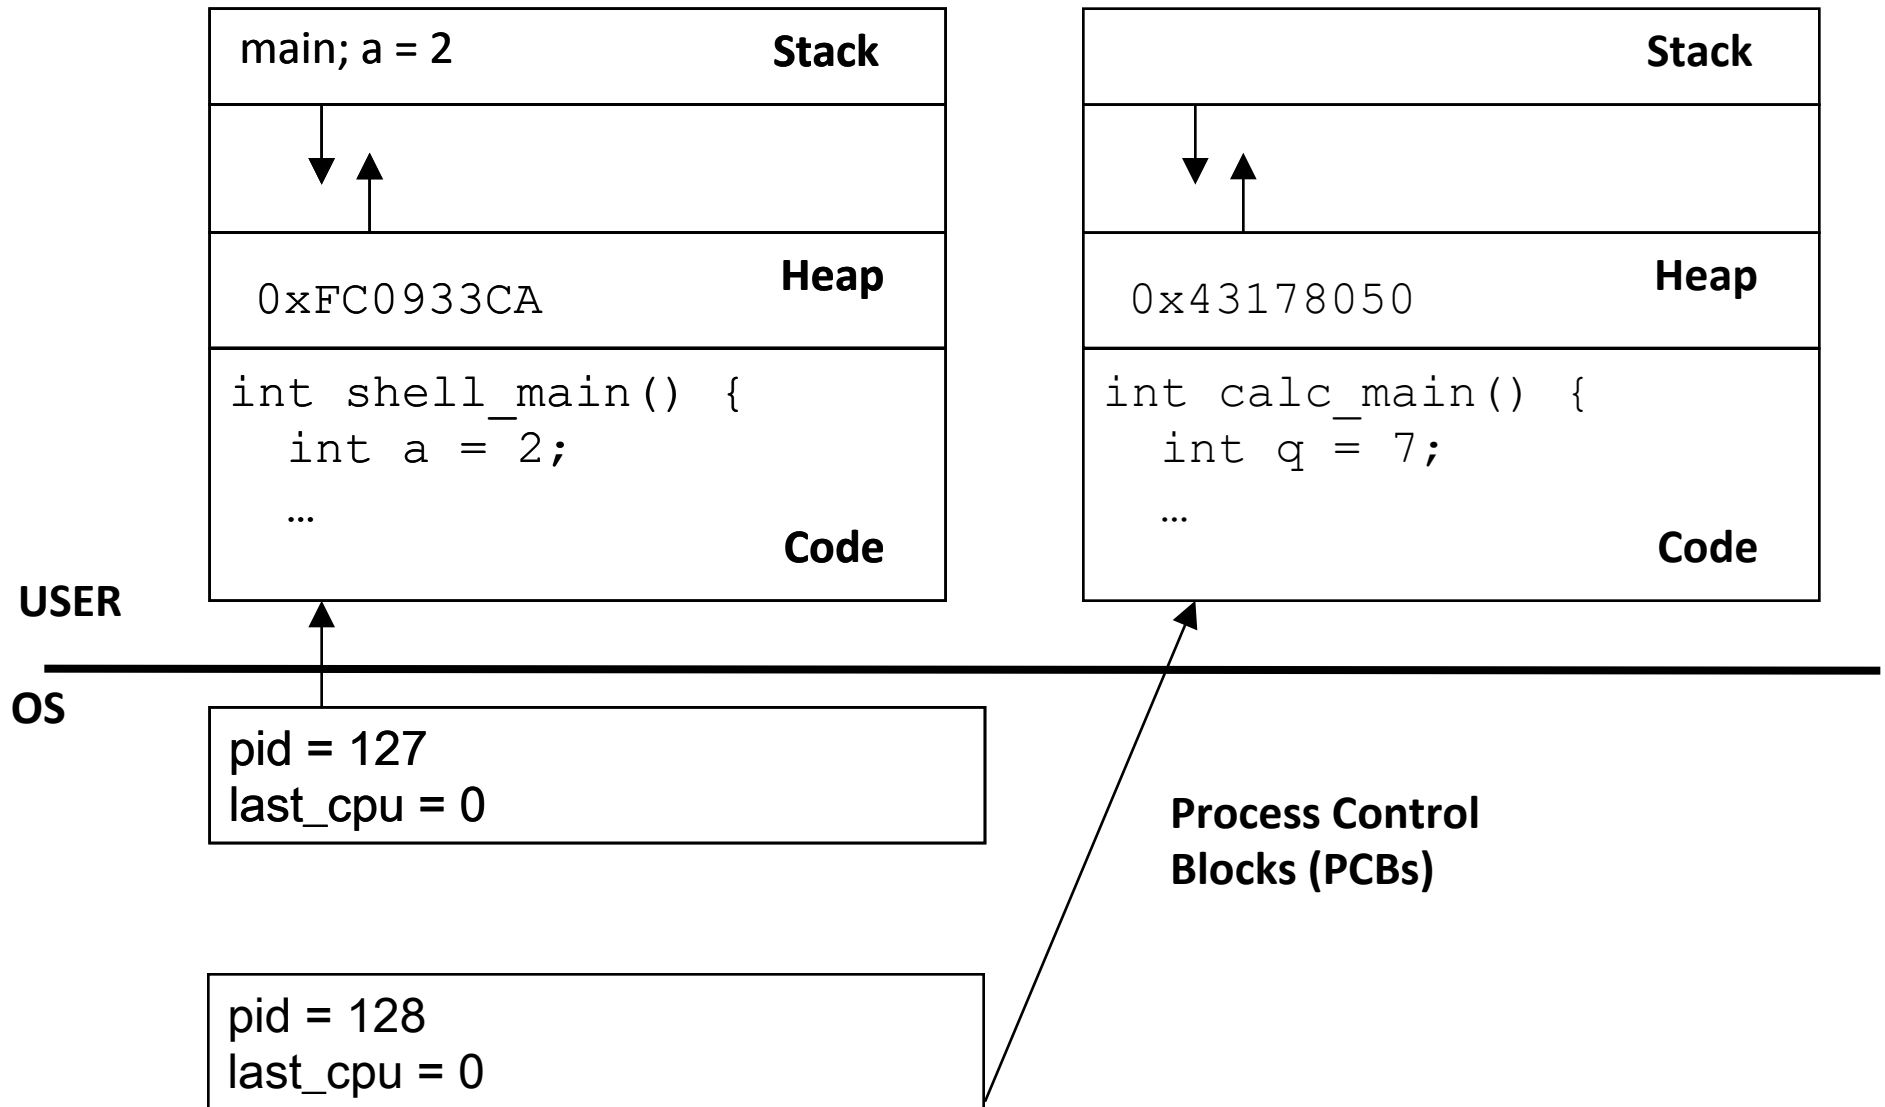 main; a = 2
Stack
0xFC0933CA
Heap
int shell_main() {
int a = 2;
…
Code
Stack
0x43178050
Heap
int calc_main() {
int q = 7;
…
Code
USER
OS
pid = 127
last_cpu = 0
Process Control
Blocks (PCBs)
pid = 128
last_cpu = 0